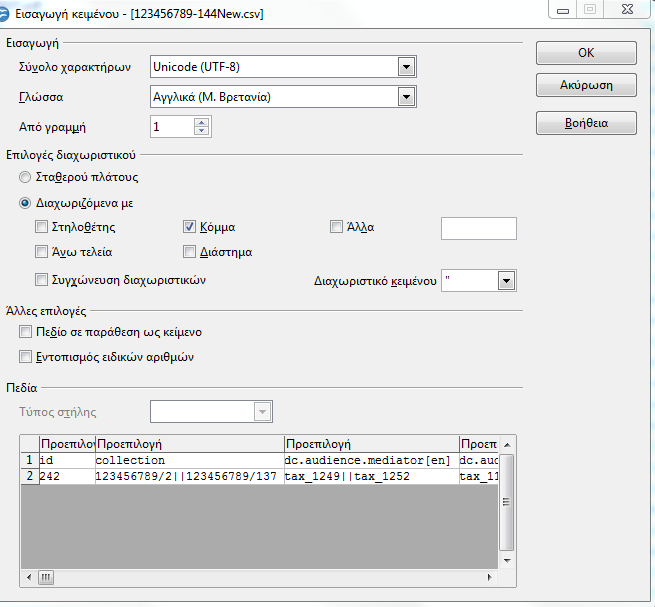 Εισαγωγή κειμένου - [123456789-144New.csv]
Εισαγωγή
OK
Σύνολο χαρακτήρων Unicode (UTF-8)
Ακύρωση
Γλώσσα Αγγλικά (Μ. Βρετανία)
Από γραμμή 1
Βοήθεια
Επιλογές διαχωριστικού
Σταθερού πλάτους
Διαχωριζόμενα με
Στηλοθέτης Κόμμα Άλλα
Άνω τελεία Διάστημα
Συγχώνευση διαχωριστικών Διαχωριστικό κειμένου "
Άλλες επιλογές
Πεδίο σε παράθεση ως κείμενο
Εντοπισμός ειδικών αριθμών
Πεδία
Τύπος στήλης
Προεπιλογ Προεπιλογή Προεπιλογή Προεπ
1 id collection dc.audience.mediator[en] dc.aud
2 242 123456789/2||123456789/137 tax_1249||tax_1252 tax_11